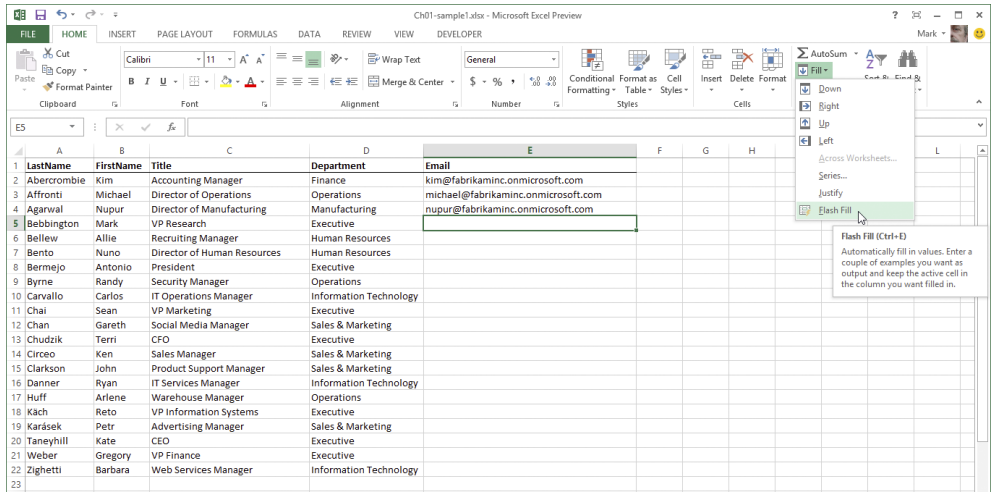 Ch01-sample1.xlsx - Microsoft Excel Preview
?
FILE HOME INSERT PAGE LAYOUT FORMULAS DATA REVIEW VIEW DEVELOPER Mark
Cut Calibri 11 A A Wrap Text General AutoSum
Copy Fill
Paste Format Painter B I U A Merge & Center $ % , .0 .00 Conditional Format as Cell Insert Delete Format
Formatting Table Styles
Clipboard Font Alignment Number Styles Cells
Down
Right
Up
Left
Across Worksheets...
Series...
Justify
Flash Fill
Flash Fill (Ctrl+E)
Automatically fill in values. Enter a
couple of examples you want as
output and keep the active cell in
the column you want filled in.
E5 fx
A B C D E F G H L
1 LastName FirstName Title Department Email
2 Abercrombie Kim Accounting Manager Finance kim@fabrikaminc.onmicrosoft.com
3 Affronti Michael Director of Operations Operations michael@fabrikaminc.onmicrosoft.com
4 Agarwal Nupur Director of Manufacturing Manufacturing nupur@fabrikaminc.onmicrosoft.com
5 Bebbington Mark VP Research Executive
6 Bellew Allie Recruiting Manager Human Resources
7 Bento Nuno Director of Human Resources Human Resources
8 Bermejo Antonio President Executive
9 Byrne Randy Security Manager Operations
10 Carvallo Carlos IT Operations Manager Information Technology
11 Chai Sean VP Marketing Executive
12 Chan Gareth Social Media Manager Sales & Marketing
13 Chudzik Terri CFO Executive
14 Circeo Ken Sales Manager Sales & Marketing
15 Clarkson John Product Support Manager Sales & Marketing
16 Danner Ryan IT Services Manager Information Technology
17 Huff Arlene Warehouse Manager Operations
18 Käch Reto VP Information Systems Executive
19 Karásek Petr Advertising Manager Sales & Marketing
20 Taneyhill Kate CEO Executive
21 Weber Gregory VP Finance Executive
22 Zighetti Barbara Web Services Manager Information Technology
23